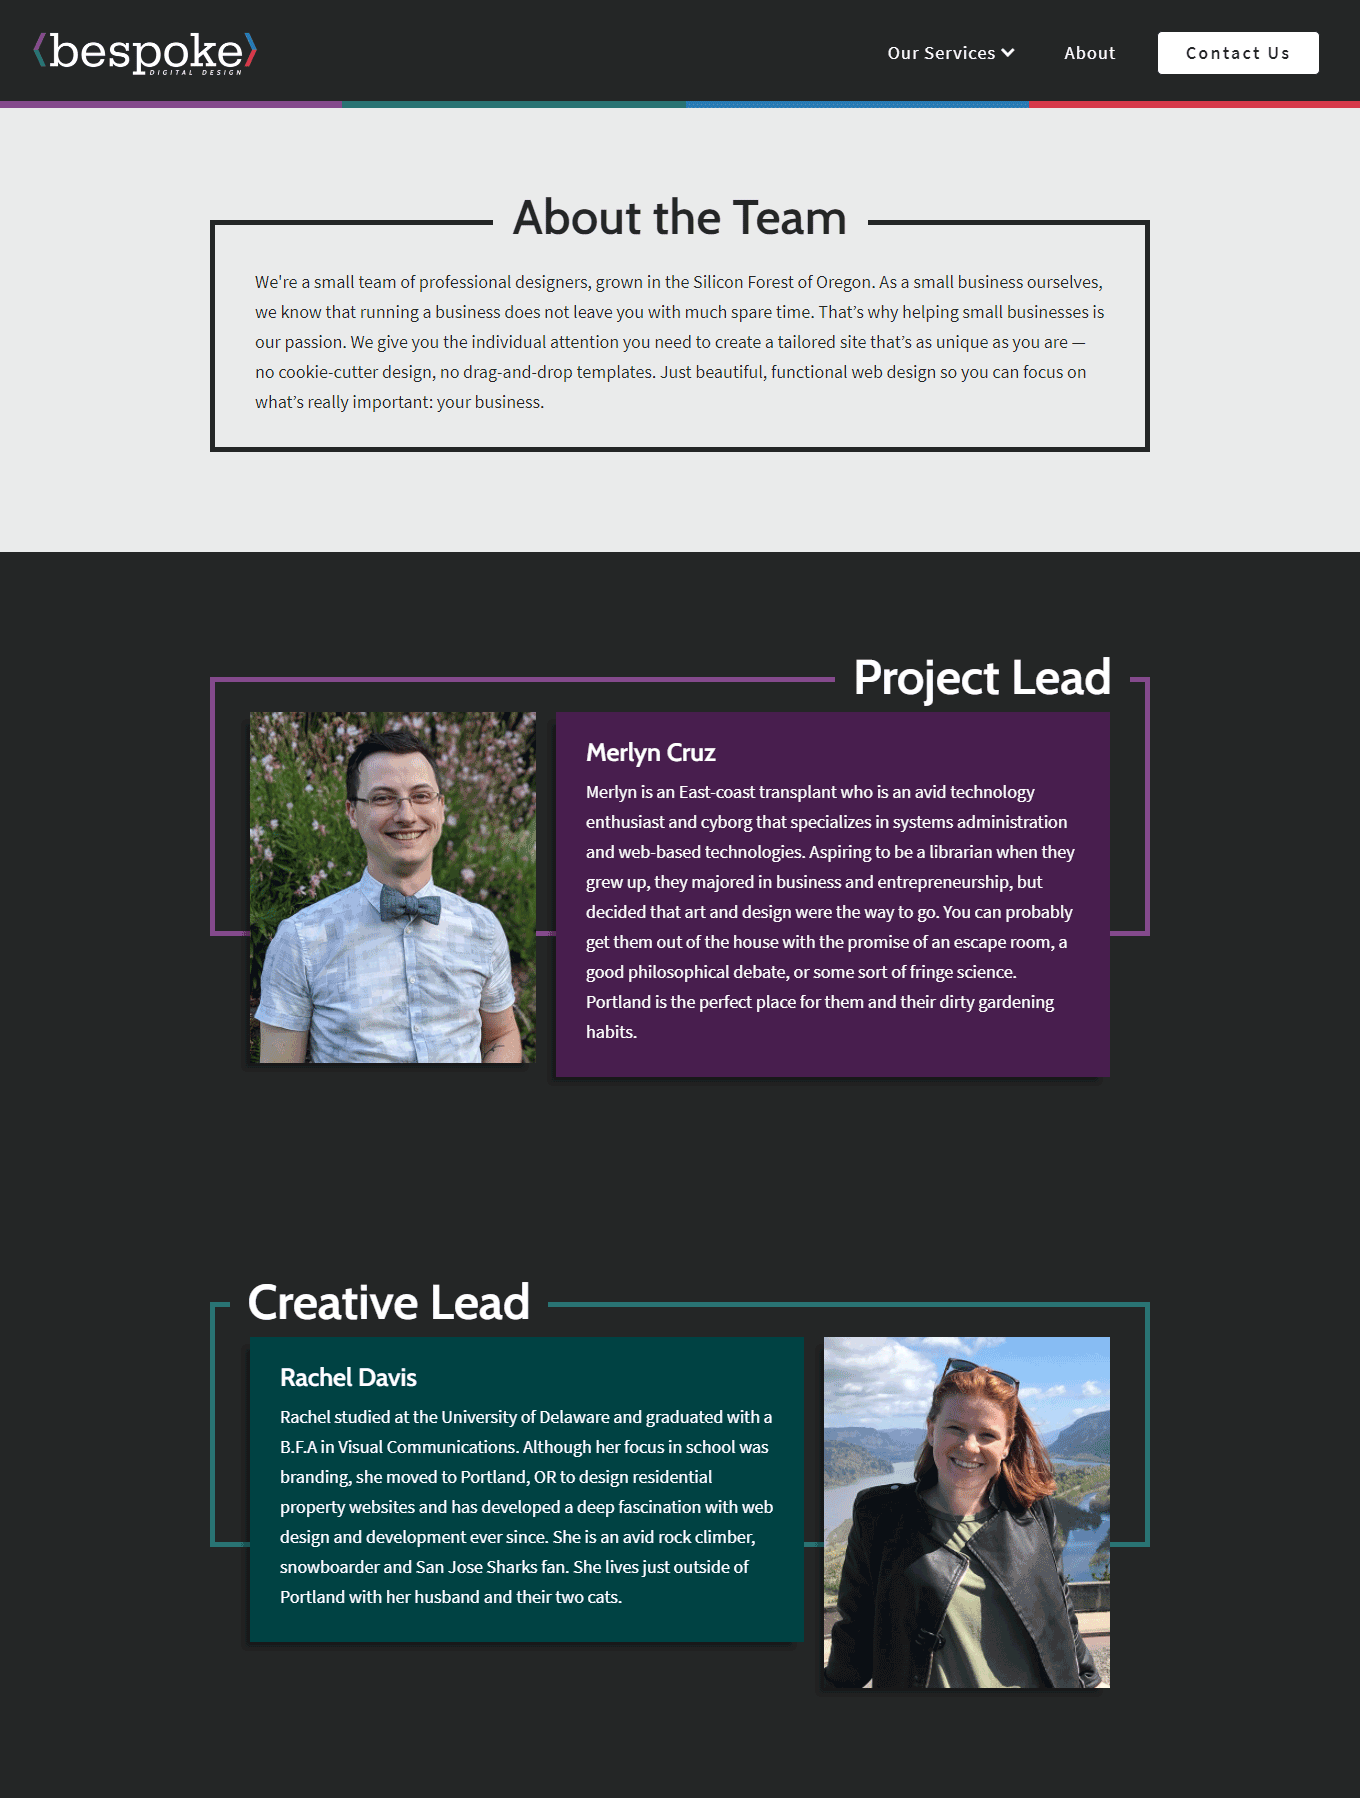 bespoke
DIGITAL DESIGN
Our Services
About
Contact Us
About the Team
We're a small team of professional designers, grown in the Silicon Forest of Oregon. As a small business ourselves,
we know that running a business does not leave you with much spare time. That’s why helping small businesses is
our passion. We give you the individual attention you need to create a tailored site that’s as unique as you are —
no cookie-cutter design, no drag-and-drop templates. Just beautiful, functional web design so you can focus on
what’s really important: your business.
Project Lead
Merlyn Cruz
Merlyn is an East-coast transplant who is an avid technology
enthusiast and cyborg that specializes in systems administration
and web-based technologies. Aspiring to be a librarian when they
grew up, they majored in business and entrepreneurship, but
decided that art and design were the way to go. You can probably
get them out of the house with the promise of an escape room, a
good philosophical debate, or some sort of fringe science.
Portland is the perfect place for them and their dirty gardening
habits.
Creative Lead
Rachel Davis
Rachel studied at the University of Delaware and graduated with a
B.F.A in Visual Communications. Although her focus in school was
branding, she moved to Portland, OR to design residential
property websites and has developed a deep fascination with web
design and development ever since. She is an avid rock climber,
snowboarder and San Jose Sharks fan. She lives just outside of
Portland with her husband and their two cats.